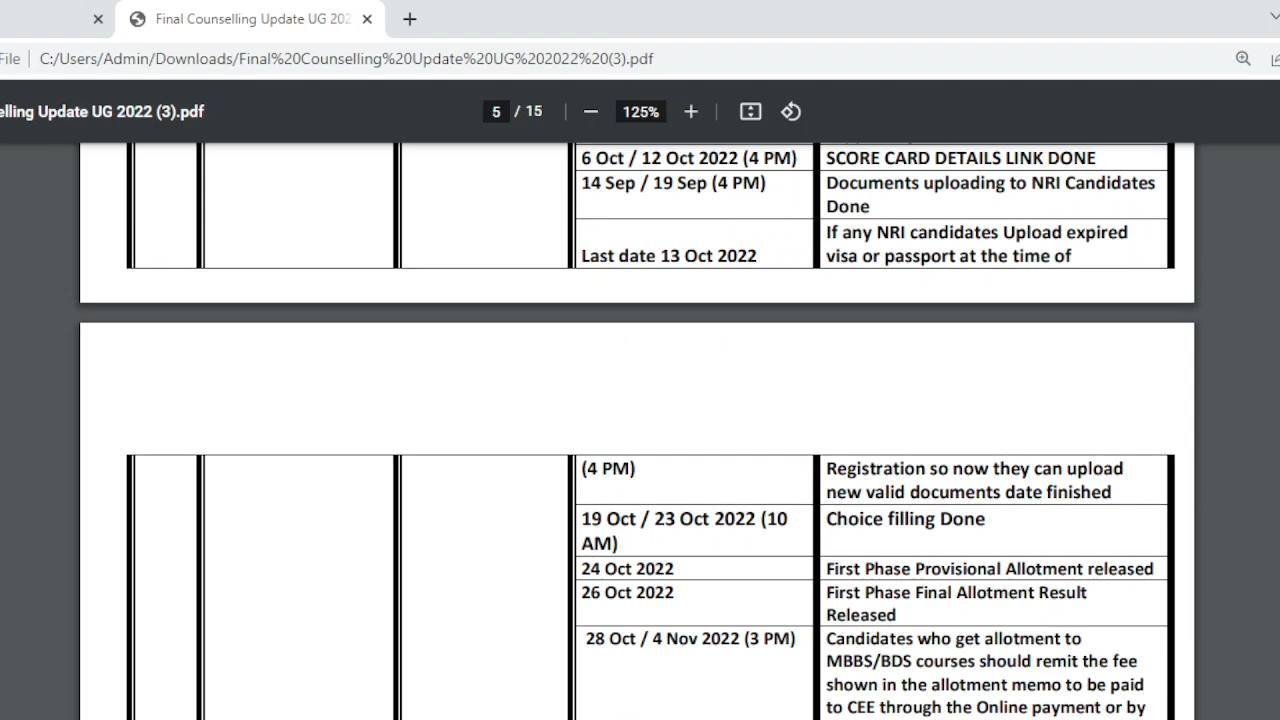 Final Counselling Update UG 202
File
C:/Users/Admin/Downloads/Final%20Counselling%20Update%20UG%202022%20(3).pdf
elling Update UG 2022 (3).pdf
5 / 15
125%
6 Oct / 12 Oct 2022 (4 PM)
SCORE CARD DETAILS LINK DONE
14 Sep / 19 Sep (4 PM)
Documents uploading to NRI Candidates
Done
Last date 13 Oct 2022
If any NRI candidates Upload expired
visa or passport at the time of
(4 PM)
Registration so now they can upload
new valid documents date finished
19 Oct / 23 Oct 2022 (10
AM)
Choice filling Done
24 Oct 2022
First Phase Provisional Allotment released
26 Oct 2022
First Phase Final Allotment Result
Released
28 Oct / 4 Nov 2022 (3 PM)
Candidates who get allotment to
MBBS/BDS courses should remit the fee
shown in the allotment memo to be paid
to CEE through the Online payment or by